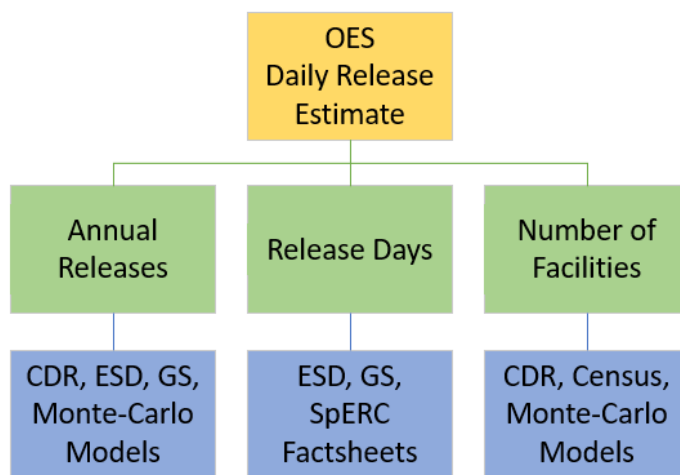 OES
Daily Release
Estimate
Annual
Releases
Release Days
Number of
Facilities
CDR, ESD, GS,
Monte-Carlo
Models
ESD, GS,
SpERC
Factsheets
CDR, Census,
Monte-Carlo
Models